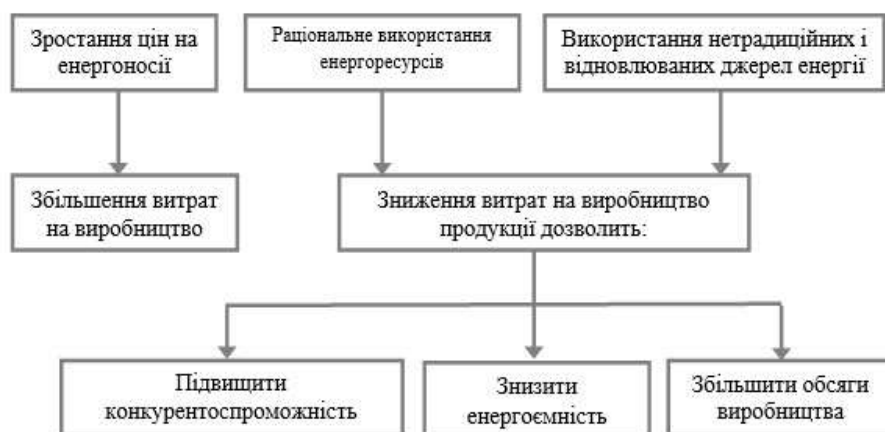 Зростання цін на
енергоносії
Раціональне використання
енергоресурсів
Використання нетрадиційних і
відновлюваних джерел енергії
Збільшення витрат
на виробництво
Зниження витрат на виробництво
продукції дозволить:
Підвищити
конкурентоспроможність
Знизити
енергоємність
Збільшити обсяги
виробництва